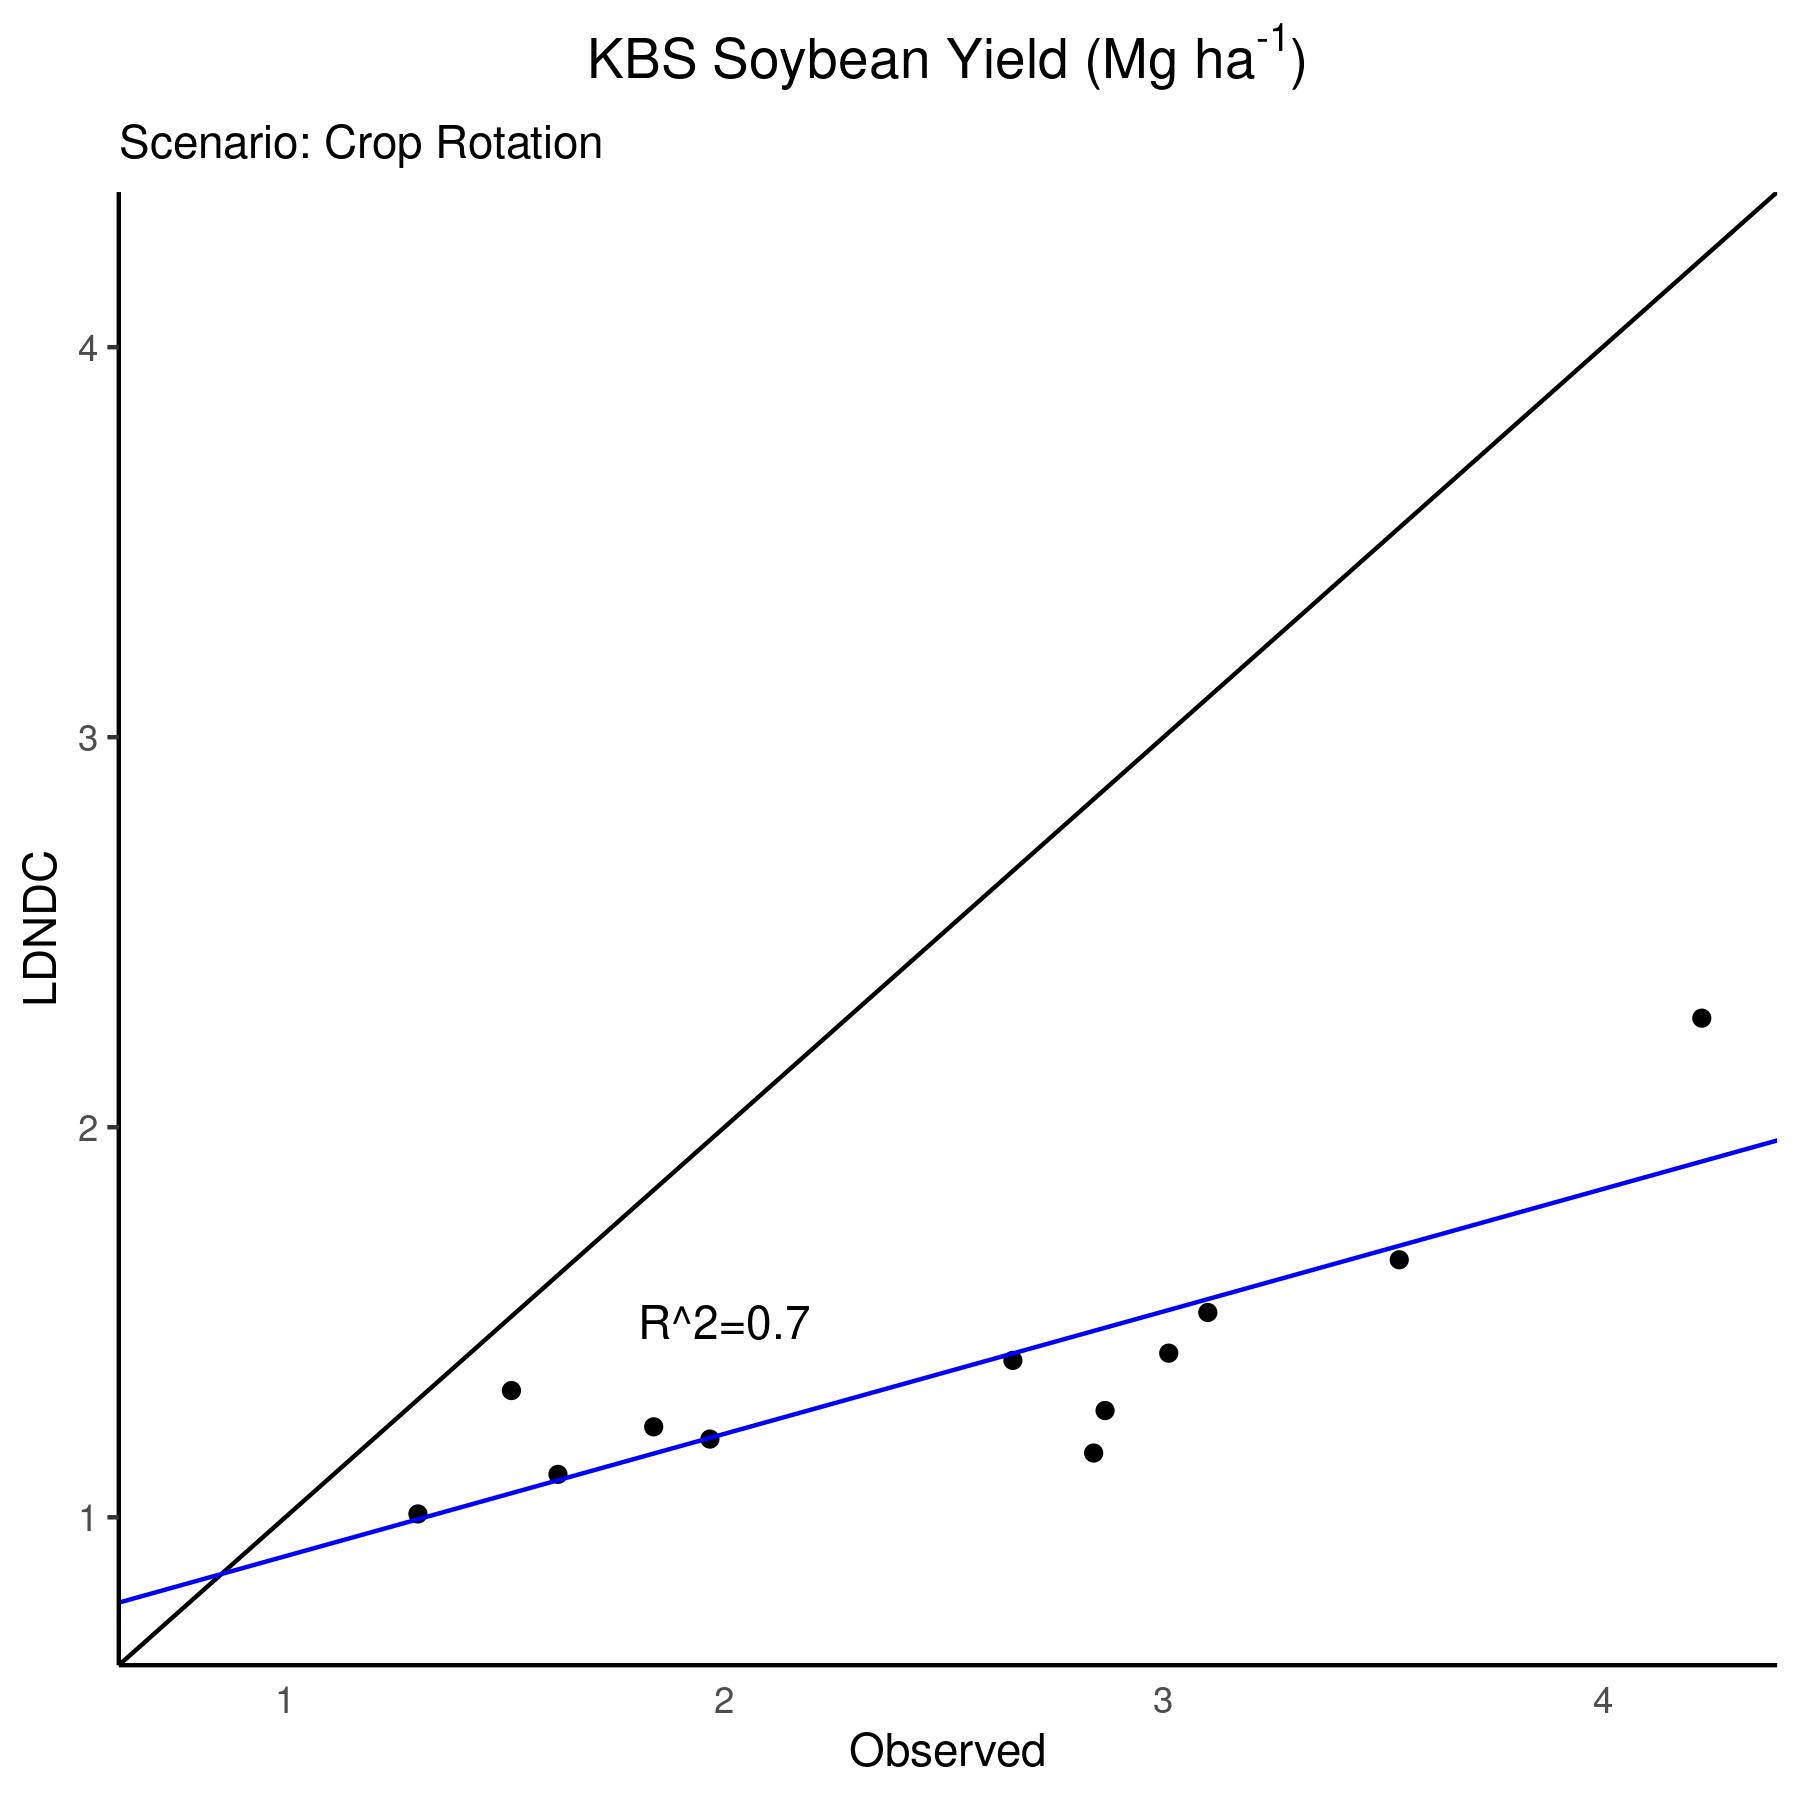 KBS Soybean Yield (Mg ha⁻¹)
Scenario: Crop Rotation
4
3
2
1
LDNDC
R^2=0.7
1 2 3 4
Observed